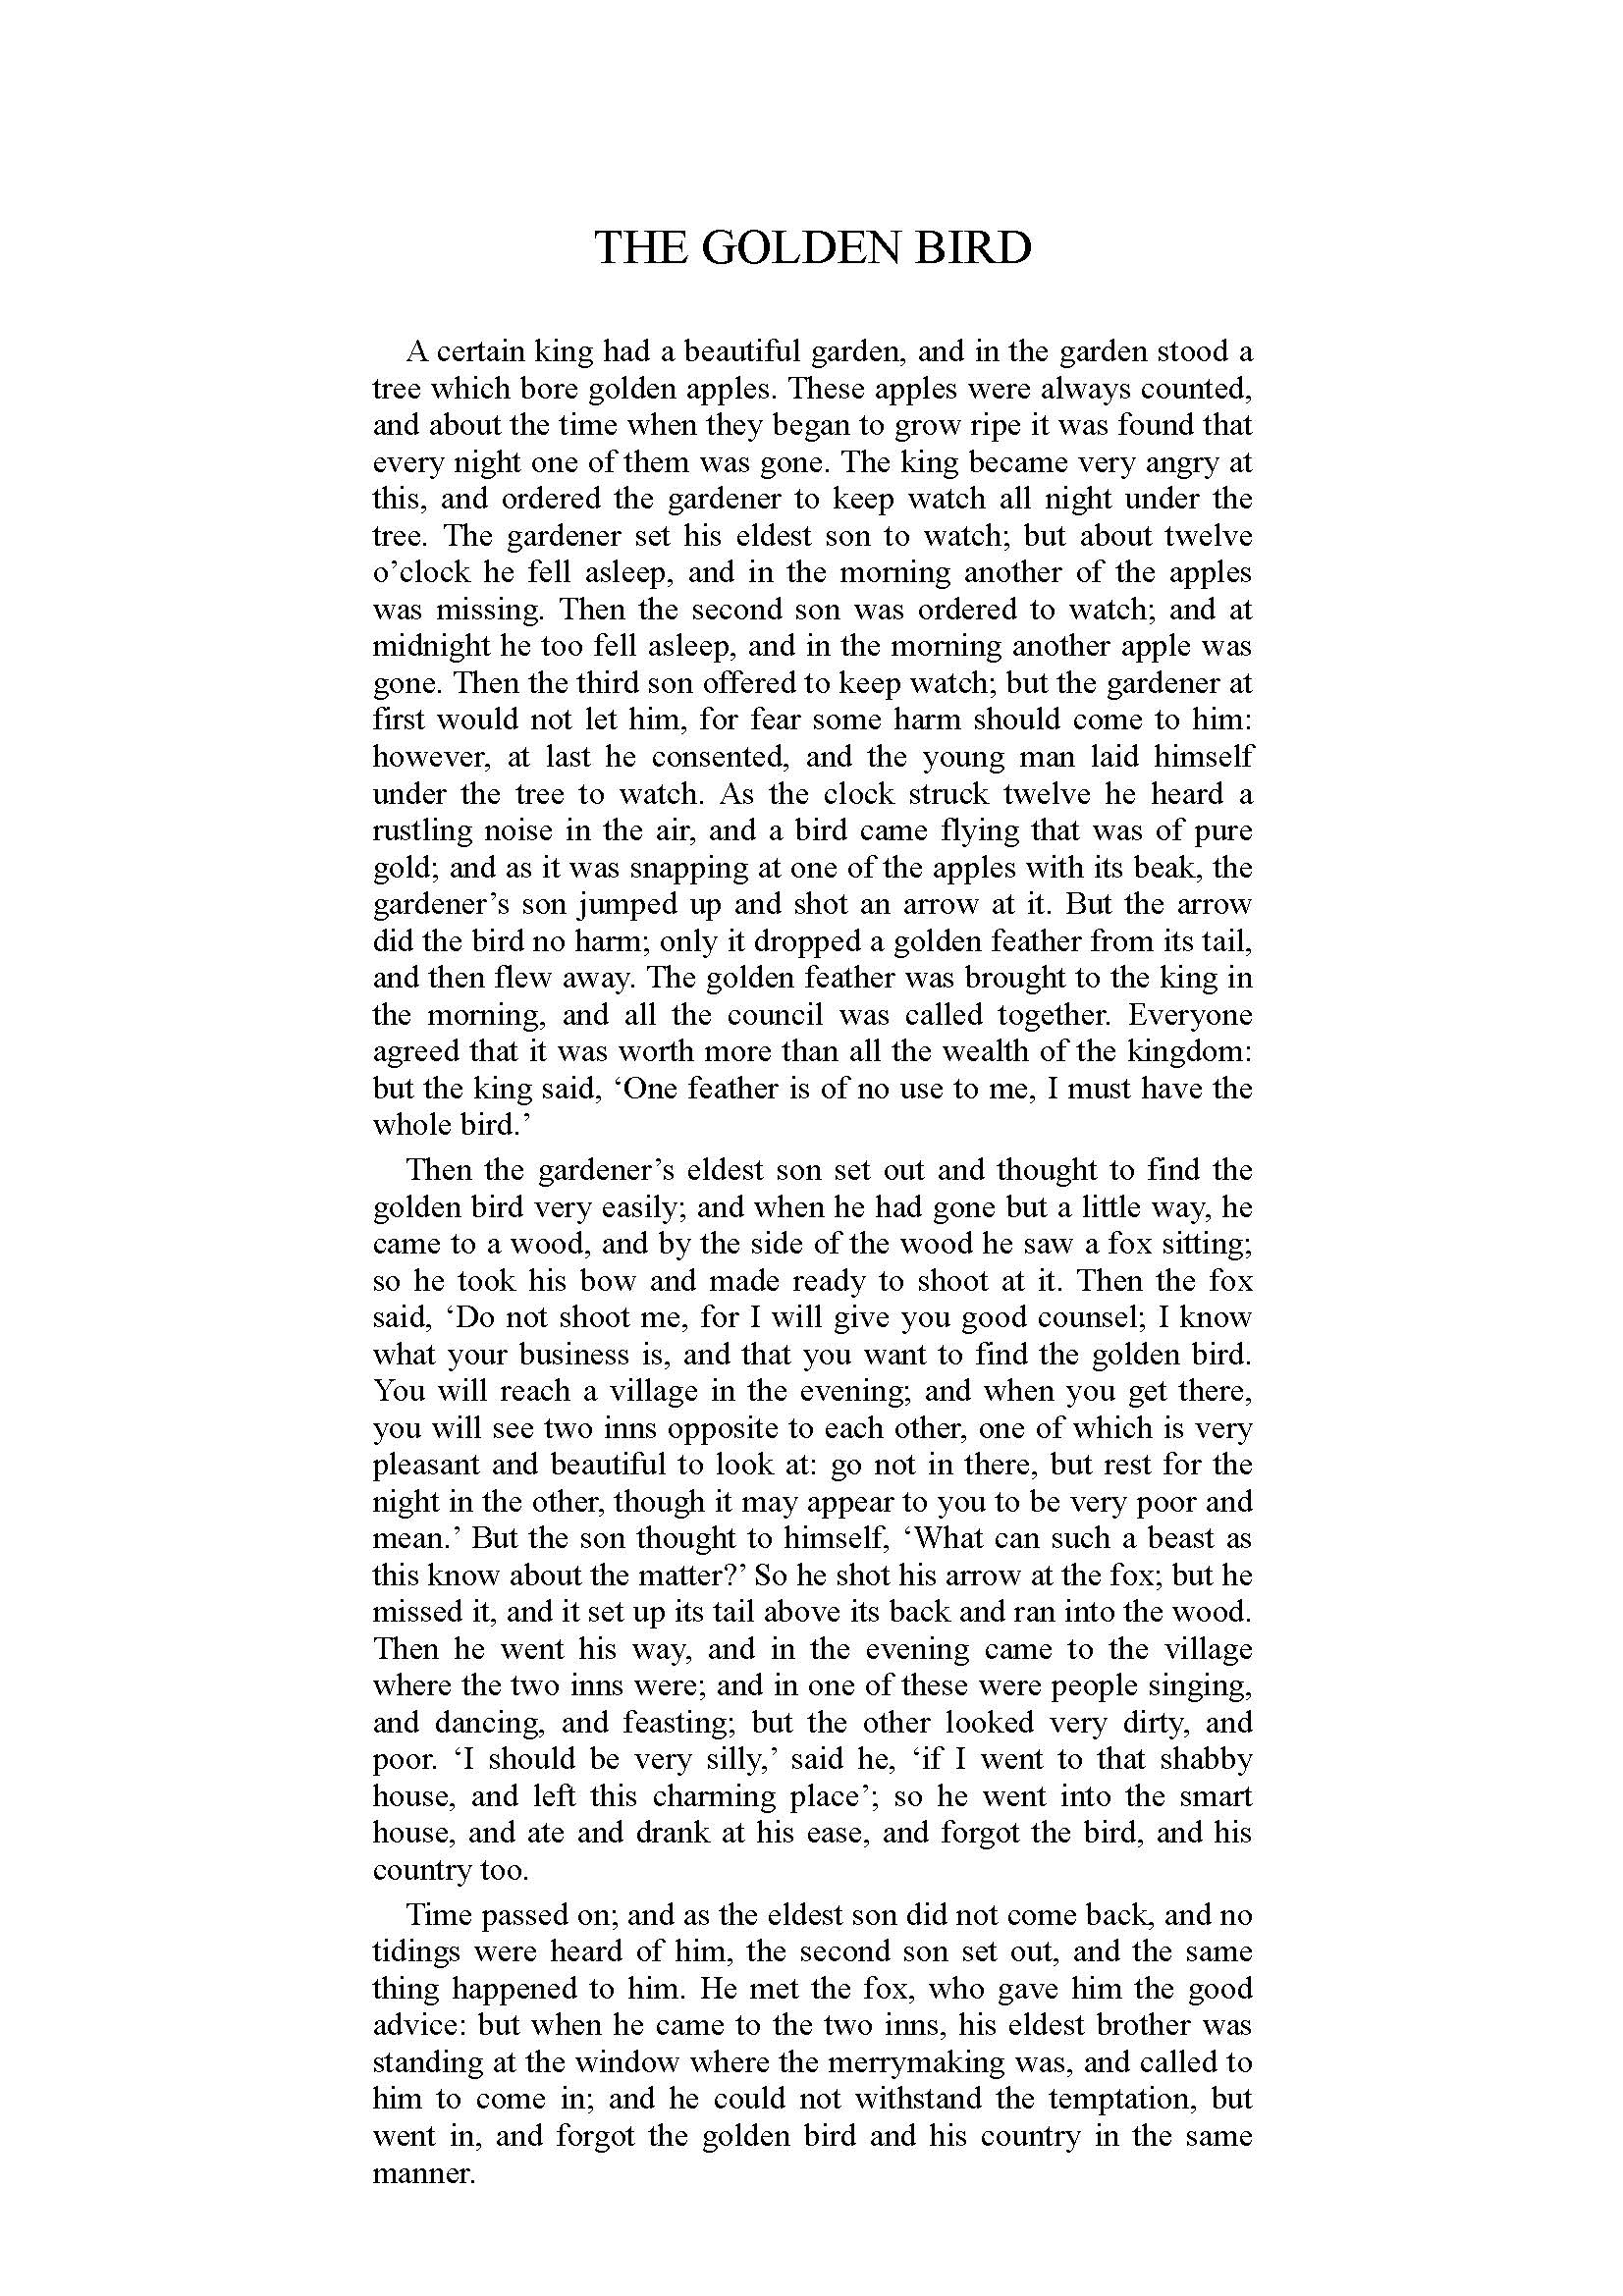 THE GOLDEN BIRD
A certain king had a beautiful garden, and in the garden stood a
tree which bore golden apples. These apples were always counted,
and about the time when they began to grow ripe it was found that
every night one of them was gone. The king became very angry at
this, and ordered the gardener to keep watch all night under the
tree. The gardener set his eldest son to watch; but about twelve
o’clock he fell asleep, and in the morning another of the apples
was missing. Then the second son was ordered to watch; and at
midnight he too fell asleep, and in the morning another apple was
gone. Then the third son offered to keep watch; but the gardener at
first would not let him, for fear some harm should come to him:
however, at last he consented, and the young man laid himself
under the tree to watch. As the clock struck twelve he heard a
rustling noise in the air, and a bird came flying that was of pure
gold; and as it was snapping at one of the apples with its beak, the
gardener’s son jumped up and shot an arrow at it. But the arrow
did the bird no harm; only it dropped a golden feather from its tail,
and then flew away. The golden feather was brought to the king in
the morning, and all the council was called together. Everyone
agreed that it was worth more than all the wealth of the kingdom:
but the king said, ‘One feather is of no use to me, I must have the
whole bird.’
Then the gardener’s eldest son set out and thought to find the
golden bird very easily; and when he had gone but a little way, he
came to a wood, and by the side of the wood he saw a fox sitting;
so he took his bow and made ready to shoot at it. Then the fox
said, ‘Do not shoot me, for I will give you good counsel; I know
what your business is, and that you want to find the golden bird.
You will reach a village in the evening; and when you get there,
you will see two inns opposite to each other, one of which is very
pleasant and beautiful to look at: go not in there, but rest for the
night in the other, though it may appear to you to be very poor and
mean.’ But the son thought to himself, ‘What can such a beast as
this know about the matter?’ So he shot his arrow at the fox; but he
missed it, and it set up its tail above its back and ran into the wood.
Then he went his way, and in the evening came to the village
where the two inns were; and in one of these were people singing,
and dancing, and feasting; but the other looked very dirty, and
poor. ‘I should be very silly,’ said he, ‘if I went to that shabby
house, and left this charming place’; so he went into the smart
house, and ate and drank at his ease, and forgot the bird, and his
country too.
Time passed on; and as the eldest son did not come back, and no
tidings were heard of him, the second son set out, and the same
thing happened to him. He met the fox, who gave him the good
advice: but when he came to the two inns, his eldest brother was
standing at the window where the merrymaking was, and called to
him to come in; and he could not withstand the temptation, but
went in, and forgot the golden bird and his country in the same
manner.